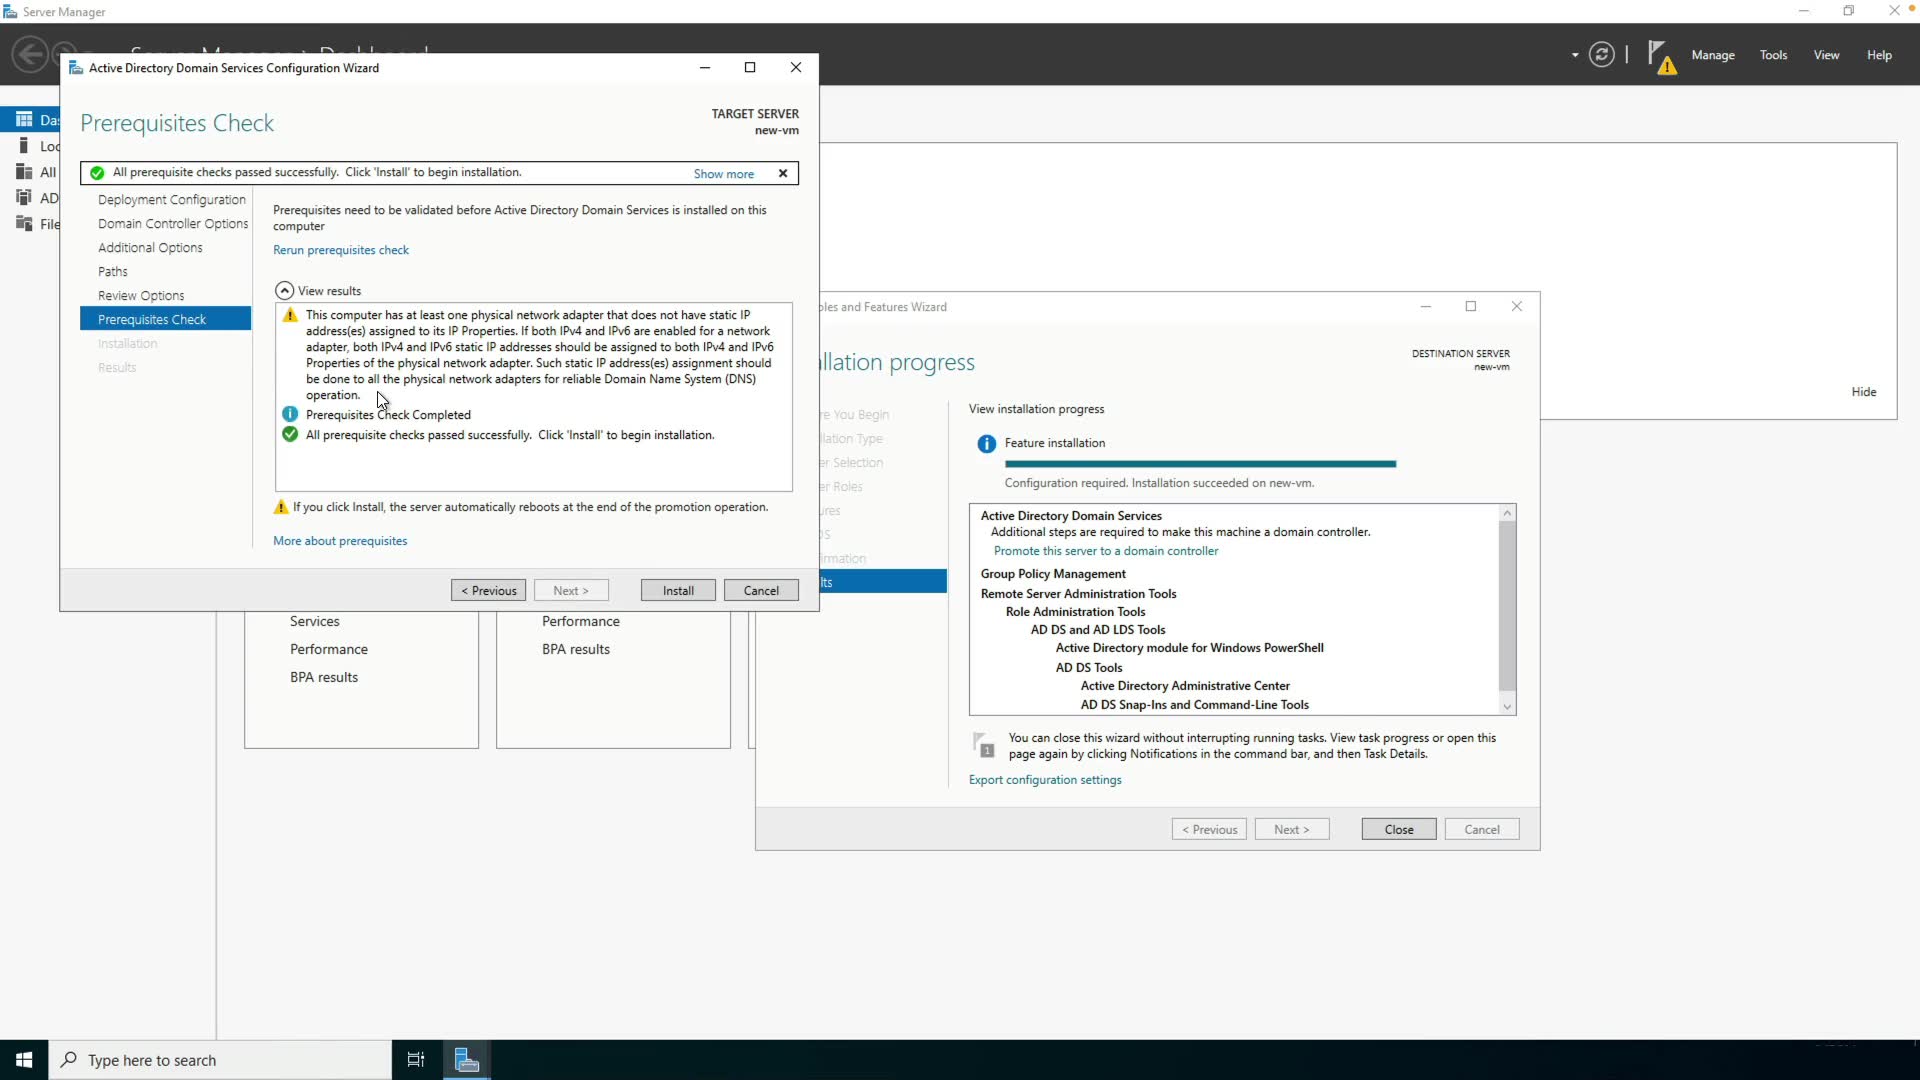 Server Manager
Manage
Tools
View
Help
Active Directory Domain Services Configuration Wizard
Prerequisites Check
TARGET SERVER
new-vm
All prerequisite checks passed successfully. Click 'Install' to begin installation.
Show more
Deployment Configuration
Domain Controller Options
Additional Options
Paths
Review Options
Prerequisites Check
Installation
Results
Prerequisites need to be validated before Active Directory Domain Services is installed on this
computer
Rerun prerequisites check
View results
This computer has at least one physical network adapter that does not have static IP
address(es) assigned to its IP Properties. If both IPv4 and IPv6 are enabled for a network
adapter, both IPv4 and IPv6 static IP addresses should be assigned to both IPv4 and IPv6
Properties of the physical network adapter. Such static IP address(es) assignment should
be done to all the physical network adapters for reliable Domain Name System (DNS)
operation.
Prerequisites Check Completed
All prerequisite checks passed successfully. Click 'Install' to begin installation.
If you click Install, the server automatically reboots at the end of the promotion operation.
More about prerequisites
< Previous
Next >
Install
Cancel
All
AD
Services
Performance
BPA results
Performance
BPA results
Hide
and Features Wizard
progress
DESTINATION SERVER
new-vm
You Begin
Type
Selection
Roles
View installation progress
Feature installation
Configuration required. Installation succeeded on new-vm.
Active Directory Domain Services
Additional steps are required to make this machine a domain controller.
Promote this server to a domain controller
Group Policy Management
Remote Server Administration Tools
Role Administration Tools
AD DS and AD LDS Tools
Active Directory module for Windows PowerShell
AD DS Tools
Active Directory Administrative Center
AD DS Snap-Ins and Command-Line Tools
1
You can close this wizard without interrupting running tasks. View task progress or open this
page again by clicking Notifications in the command bar, and then Task Details.
Export configuration settings
< Previous
Next >
Close
Cancel
Type here to search